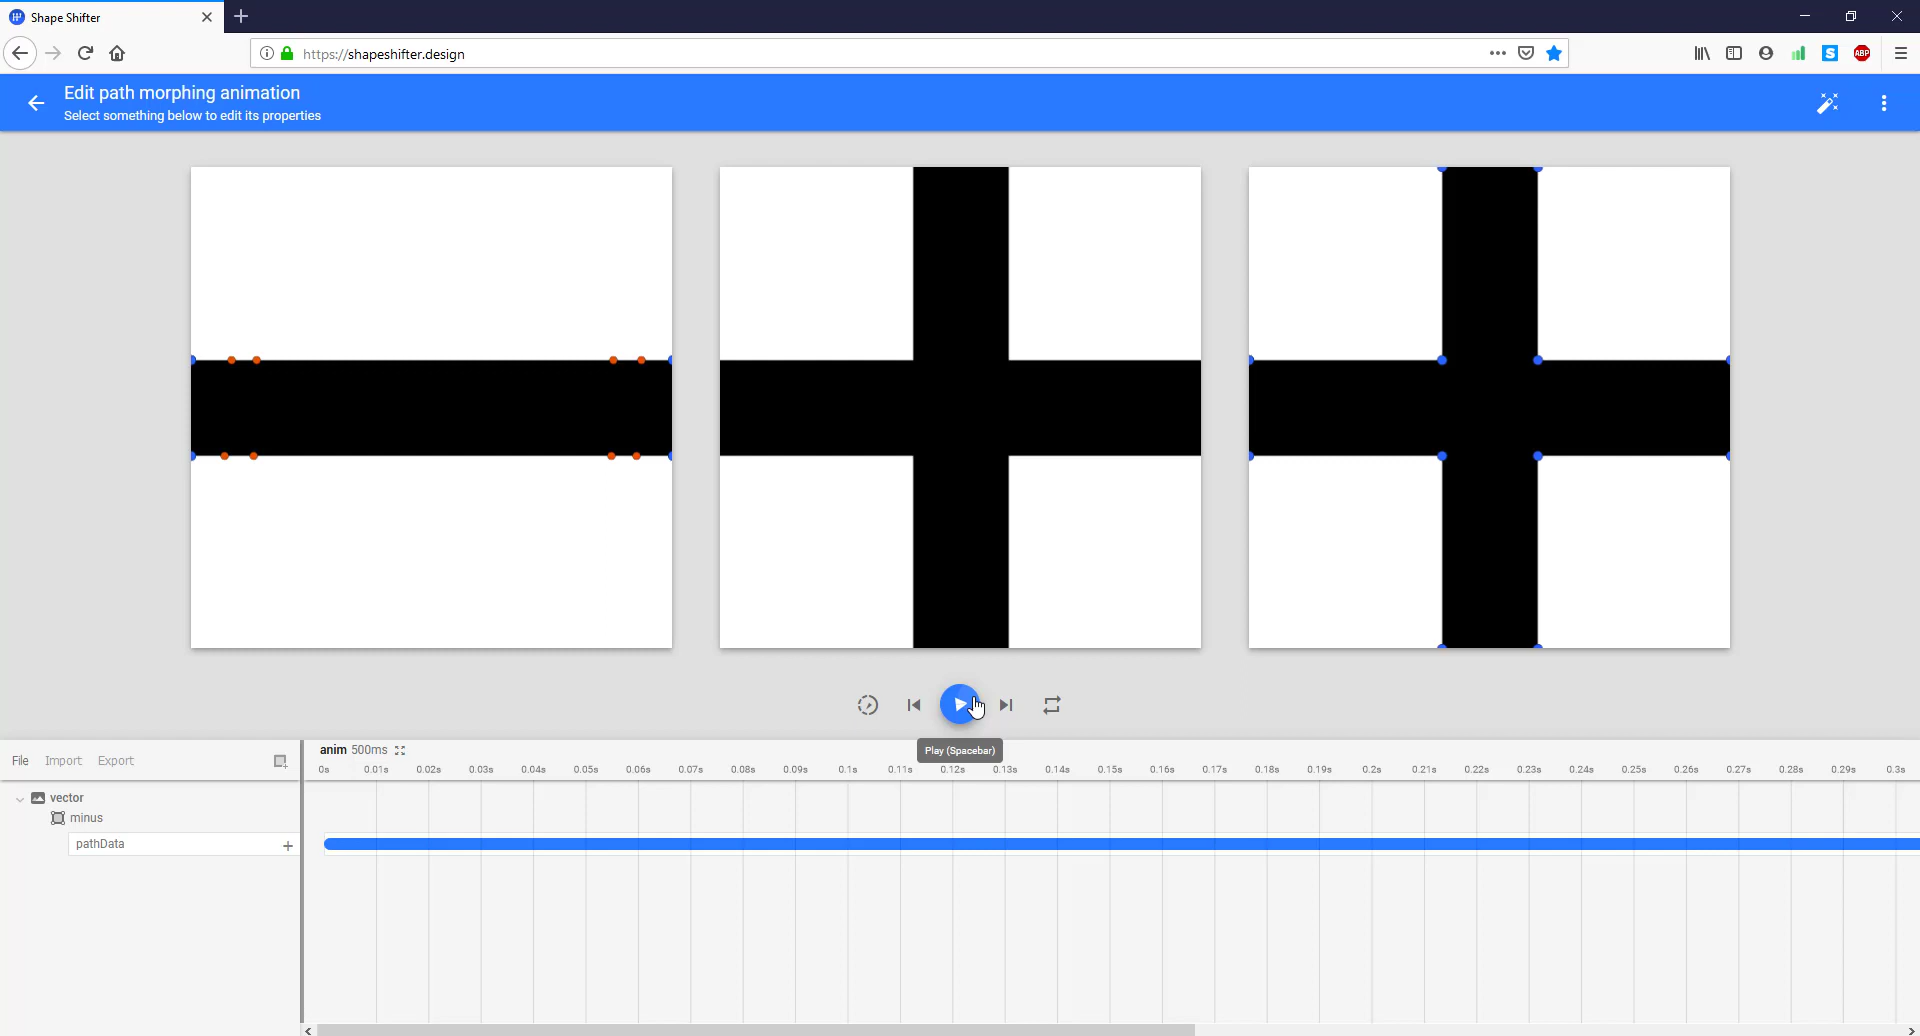 Shape Shifter
https://shapeshifter.design
ABP
Edit path morphing animation
Select something below to edit its properties
Play (Spacebar)
File Import Export
anim 500ms
0s 0.01s 0.02s 0.03s 0.04s 0.05s 0.06s 0.07s 0.08s 0.09s 0.1s 0.11s 0.12s 0.13s 0.14s 0.15s 0.16s 0.17s 0.18s 0.19s 0.2s 0.21s 0.22s 0.23s 0.24s 0.25s 0.26s 0.27s 0.28s 0.29s 0.3s
vector
minus
pathData